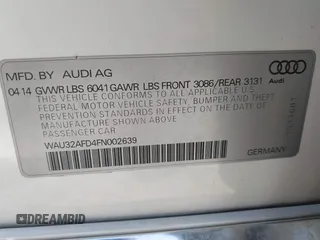 MFD. BY AUDI AG
Audi
04 14 GVWR LBS 6041 GAWR LBS FRONT 3086/REAR 3131
THIS VEHICLE CONFORMS TO ALL APPLICABLE U.S
FEDERAL MOTOR VEHICLE SAFETY, BUMPER AND THEFT
PREVENTION STANDARDS IN EFFECT ON THE DATE OF
MANUFACTURE SHOWN ABOVE.
PASSENGER CAR
WAU32AFD4FN002639
GERMANY
DREAMBID